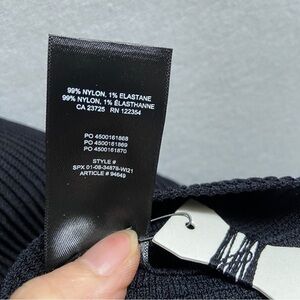 99% NYLON, 1% ELASTANE
99% NYLON, 1% ÉLASTHANNE
CA 23725 RN 122354
PO 4500161868
PO 4500161869
PO 4500161870
STYLE #
SPX 01-08-34878-WI21
ARTICLE # 94649